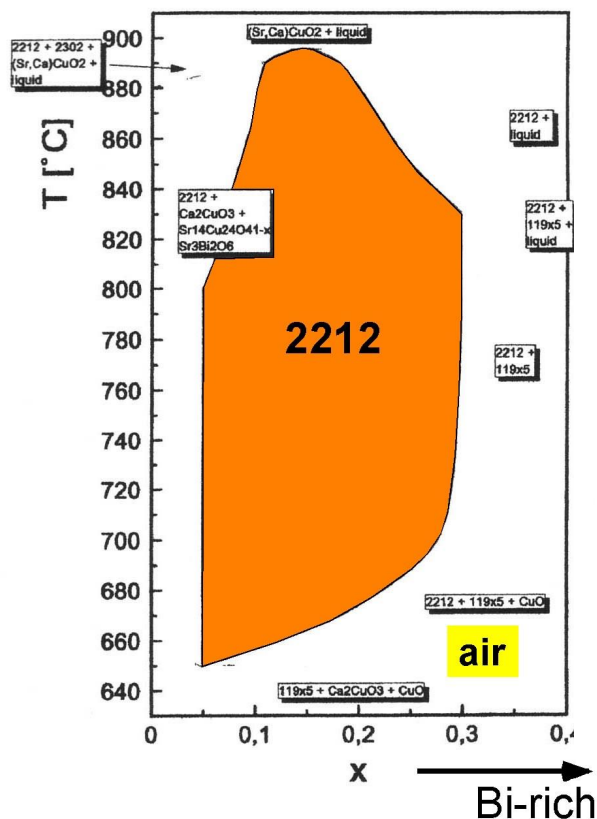 900
880
860
840
820
800
780
760
740
720
700
680
660
640
T [°C]
2212 + 2302 +
(Sr,Ca)CuO2 +
liquid
(Sr,Ca)CuO2 + liquid
2212 +
liquid
2212 +
Ca2CuO3 +
Sr14Cu24O41-x
Sr3Bi2O6
2212 +
119x5 +
liquid
2212
2212 +
119x5
2212 + 119x5 + CuO
air
119x5 + Ca2CuO3 + CuO
0
0,1
0,2
0,3
0,4
x
Bi-rich